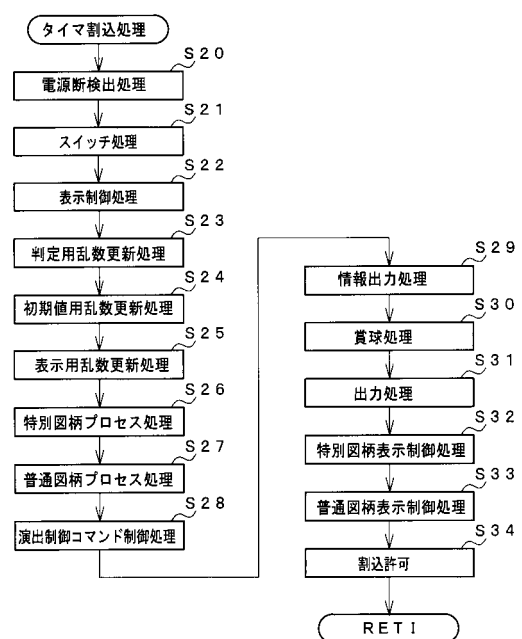 タイマ割込処理
S20
電源断検出処理
S21
スイッチ処理
S22
表示制御処理
S23
判定用乱数更新処理
S24
初期値用乱数更新処理
S25
表示用乱数更新処理
S26
特別図柄プロセス処理
S27
普通図柄プロセス処理
S28
演出制御コマンド制御処理
S29
情報出力処理
S30
賞球処理
S31
出力処理
S32
特別図柄表示制御処理
S33
普通図柄表示制御処理
S34
割込許可
RETI